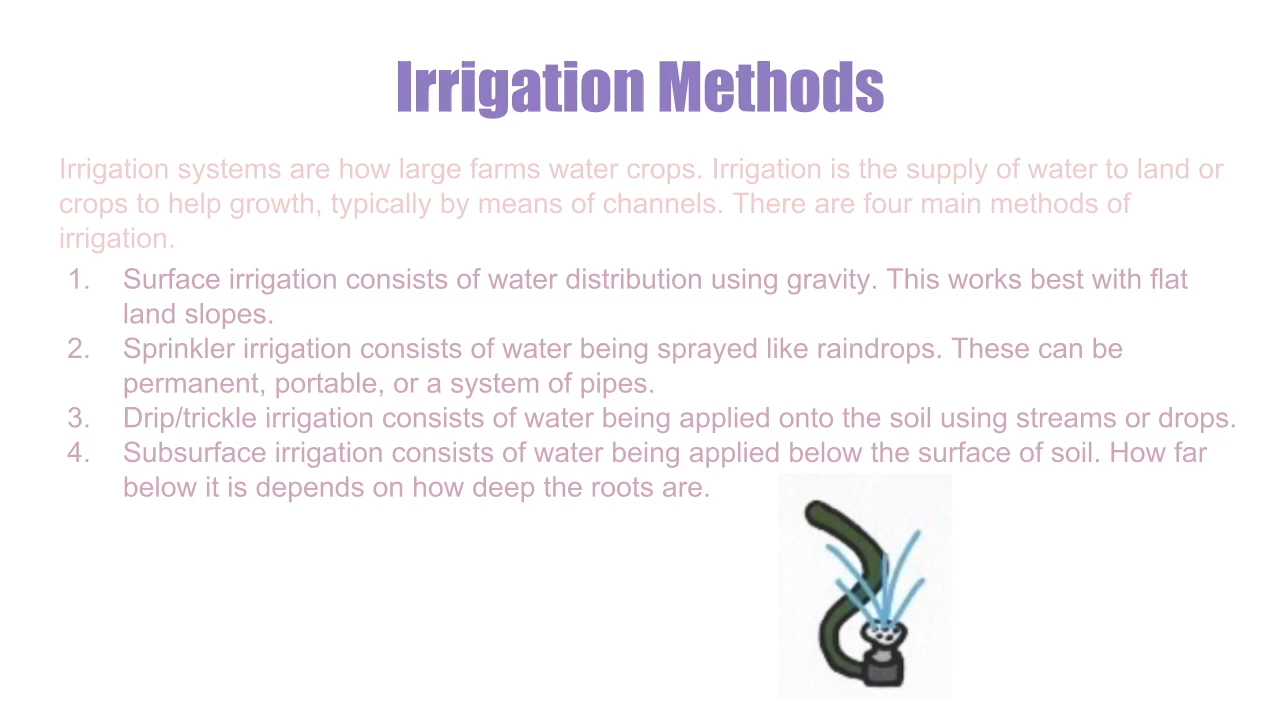 Irrigation Methods
Irrigation systems are how large farms water crops. Irrigation is the supply of water to land or
crops to help growth, typically by means of channels. There are four main methods of
irrigation.
1. Surface irrigation consists of water distribution using gravity. This works best with flat
land slopes.
2. Sprinkler irrigation consists of water being sprayed like raindrops. These can be
permanent, portable, or a system of pipes.
3. Drip/trickle irrigation consists of water being applied onto the soil using streams or drops.
4. Subsurface irrigation consists of water being applied below the surface of soil. How far
below it is depends on how deep the roots are.